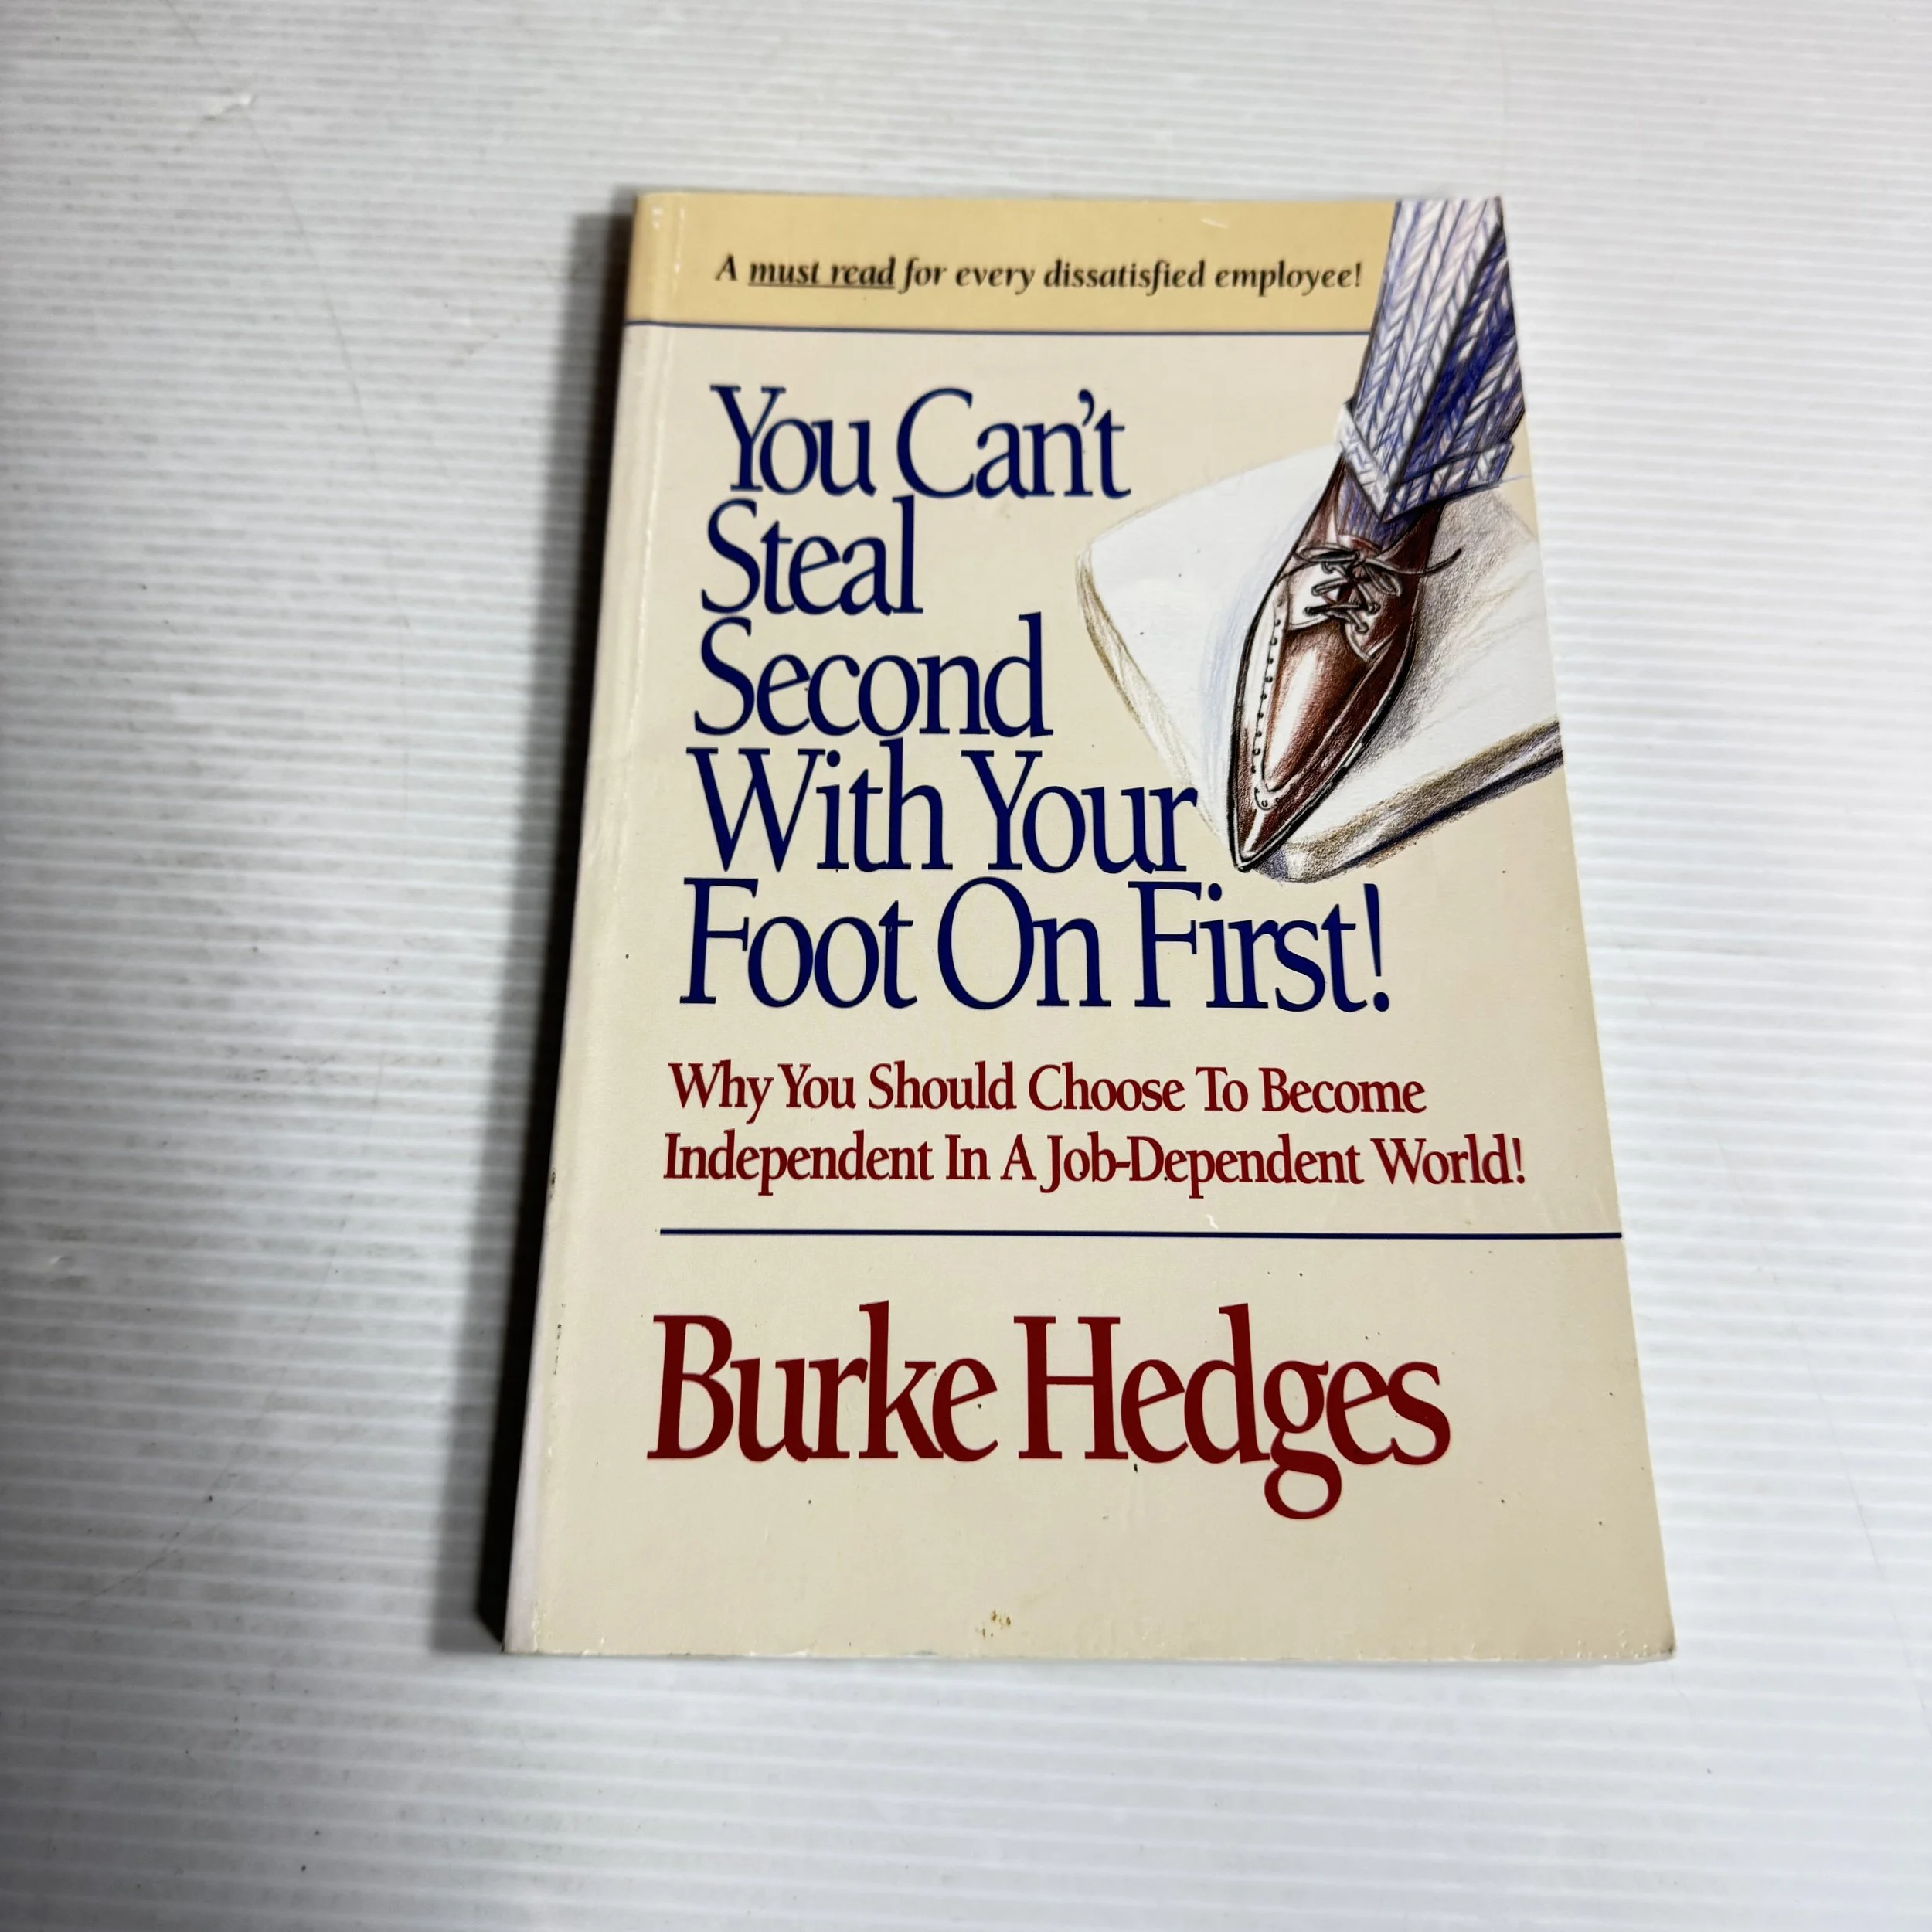 A must read for every dissatisfied employee!
You Can't
Steal
Second
With Your
Foot On First!
Why You Should Choose To Become
Independent In A Job-Dependent World!
Burke Hedges